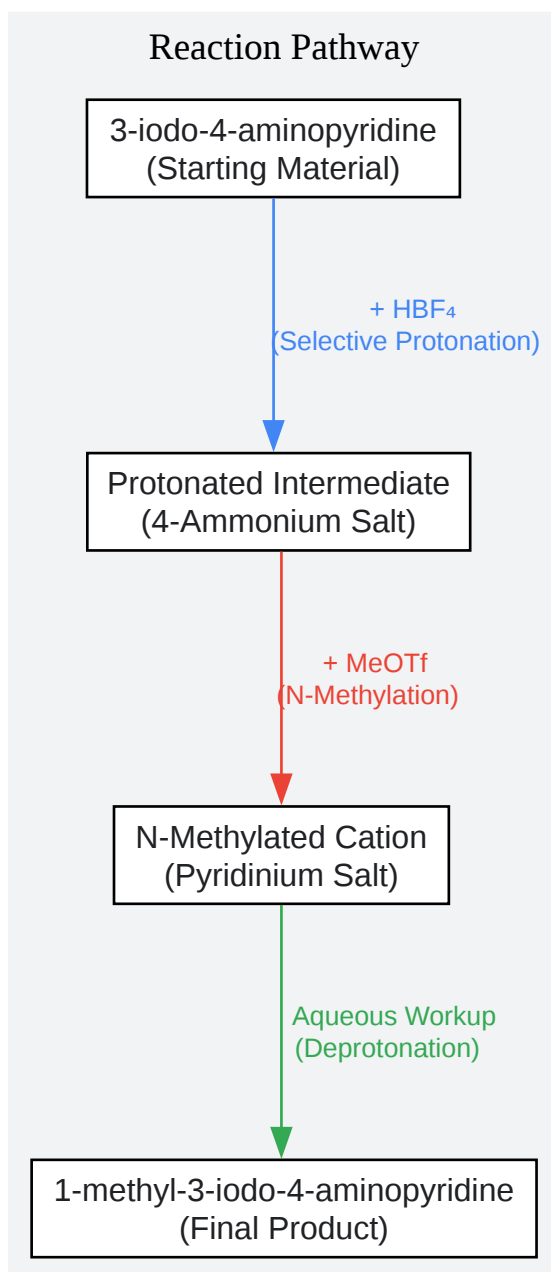 Reaction Pathway
3-iodo-4-aminopyridine
(Starting Material)
+ HBF₄
(Selective Protonation)
Protonated Intermediate
(4-Ammonium Salt)
+ MeOTf
(N-Methylation)
N-Methylated Cation
(Pyridinium Salt)
Aqueous Workup
(Deprotonation)
1-methyl-3-iodo-4-aminopyridine
(Final Product)